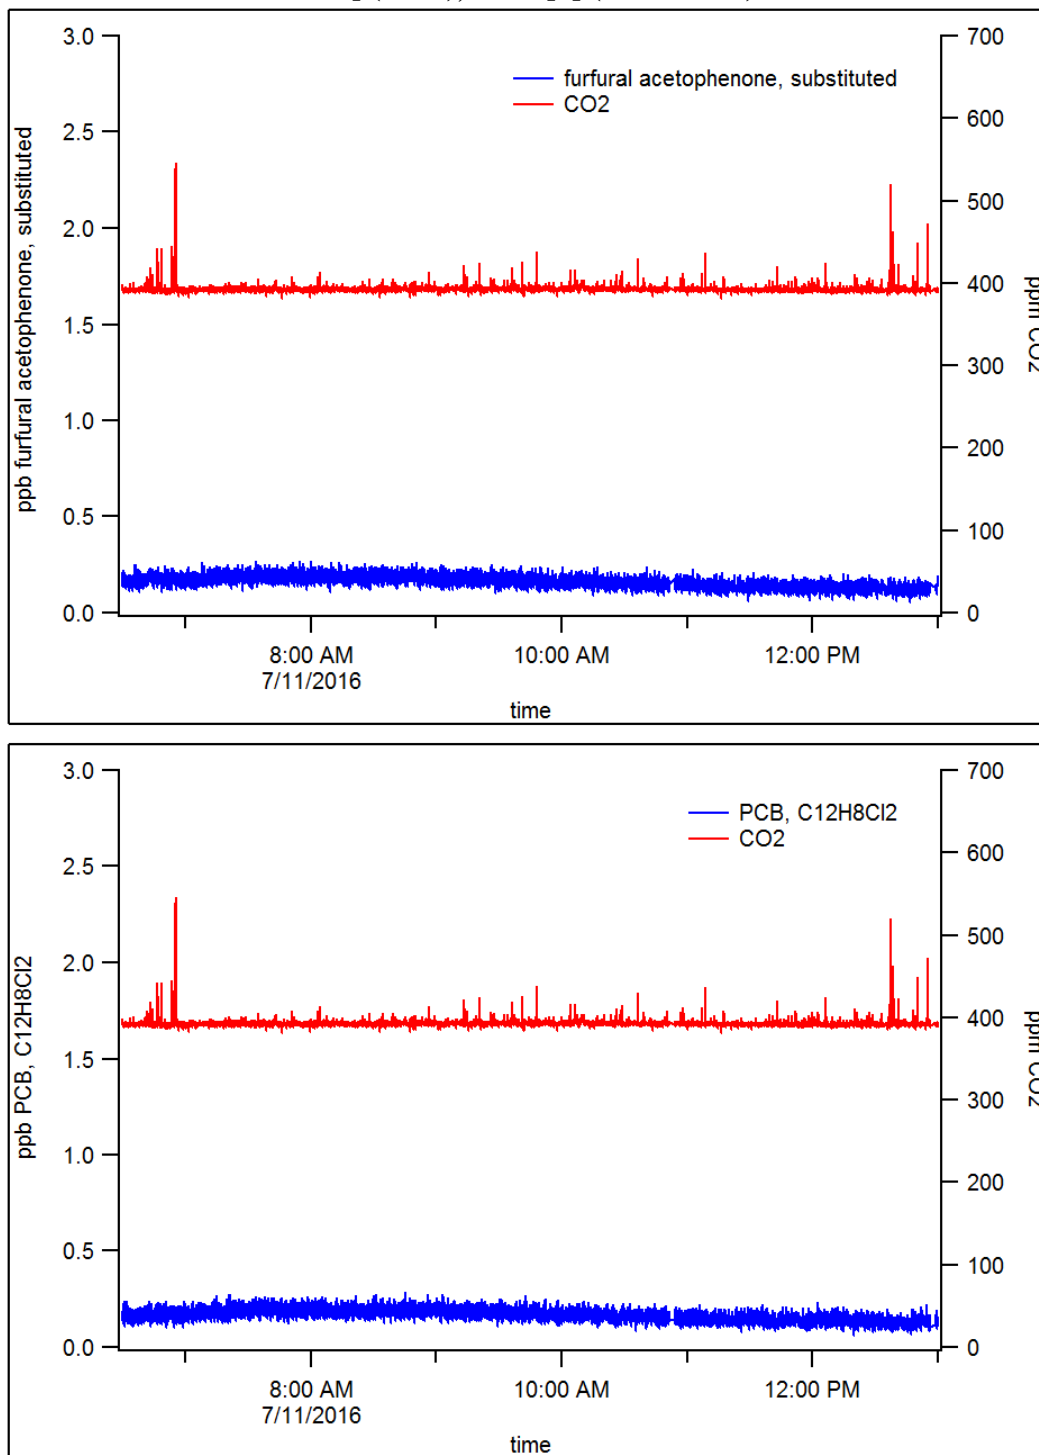 3.0
2.5
2.0
1.5
1.0
0.5
0.0
ppb furfural acetophenone, substituted
furfural acetophenone, substituted
CO2
700
600
500
400
300
200
100
0
ppm CO2
8:00 AM
7/11/2016
10:00 AM
12:00 PM
time
3.0
2.5
2.0
1.5
1.0
0.5
0.0
ppb PCB, C12H8Cl2
PCB, C12H8Cl2
CO2
700
600
500
400
300
200
100
0
ppm CO2
8:00 AM
7/11/2016
10:00 AM
12:00 PM
time